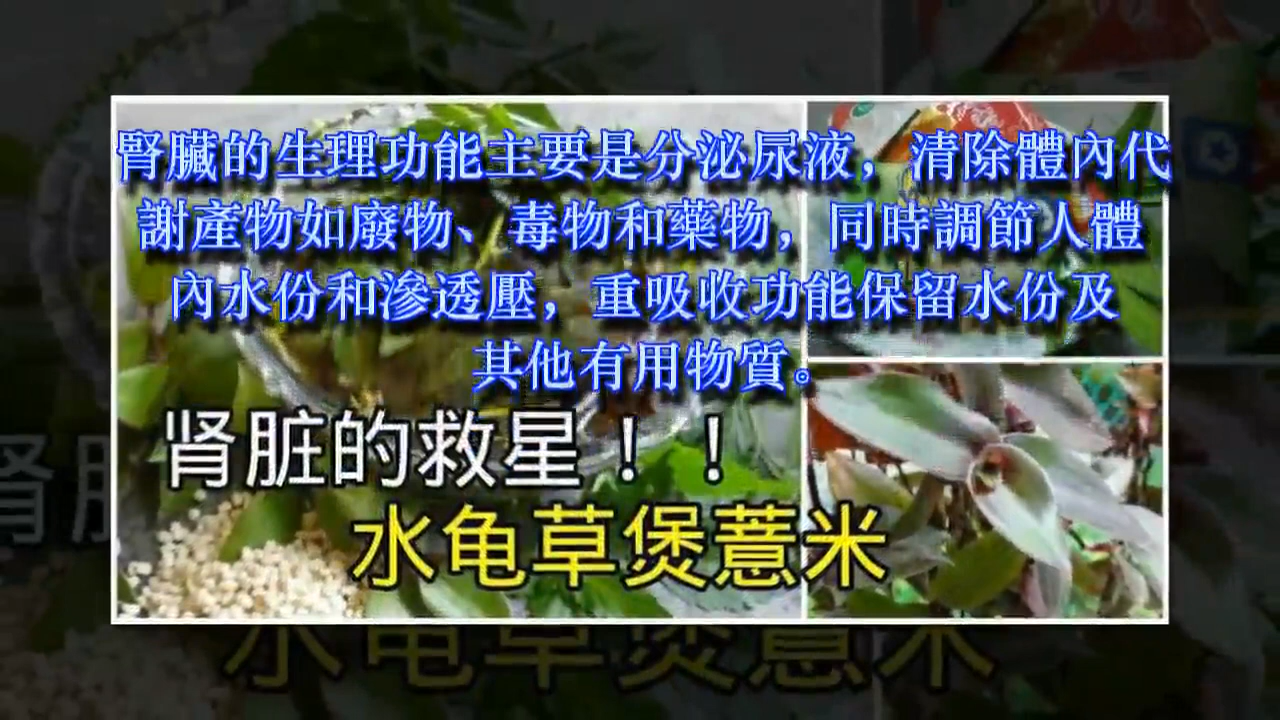 腎臟的生理功能主要是分泌尿液，清除體內代
謝產物如廢物、毒物和藥物，同時調節人體
內水份和滲透壓，重吸收功能保留水份及
其他有用物質。
肾脏的救星！！
水龟草煲薏米